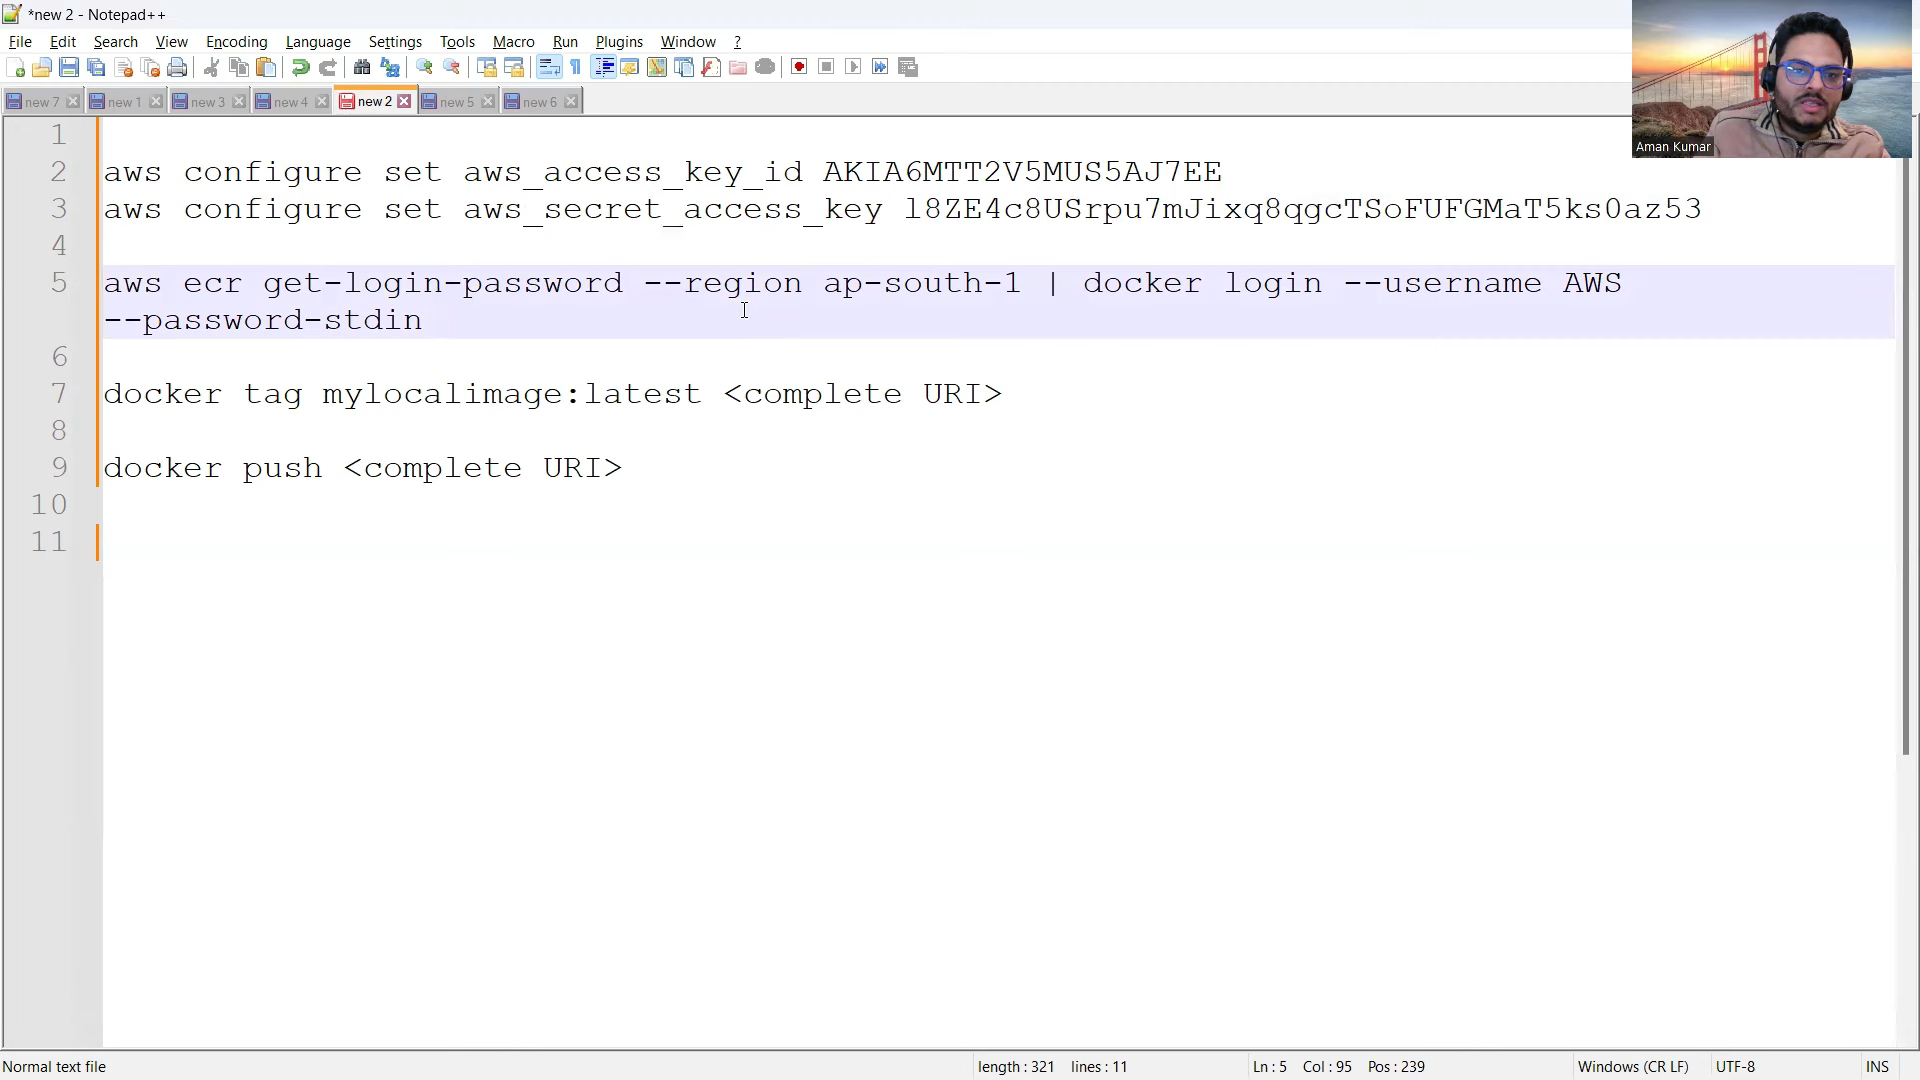 *new 2 - Notepad++
File Edit Search View Encoding Language Settings Tools Macro Run Plugins Window ?
new 7 new 1 new 3 new 4 new 2 new 5 new 6
Aman Kumar
1
2 aws configure set aws_access_key_id AKIA6MTT2V5MUS5AJ7EE
3 aws configure set aws_secret_access_key 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
4
5 aws ecr get-login-password --region ap-south-1 | docker login --username AWS
--password-stdin
6
7 docker tag mylocalimage:latest <complete URI>
8
9 docker push <complete URI>
10
11
Normal text file length : 321 lines : 11 Ln : 5 Col : 95 Pos : 239 Windows (CR LF) UTF-8 INS